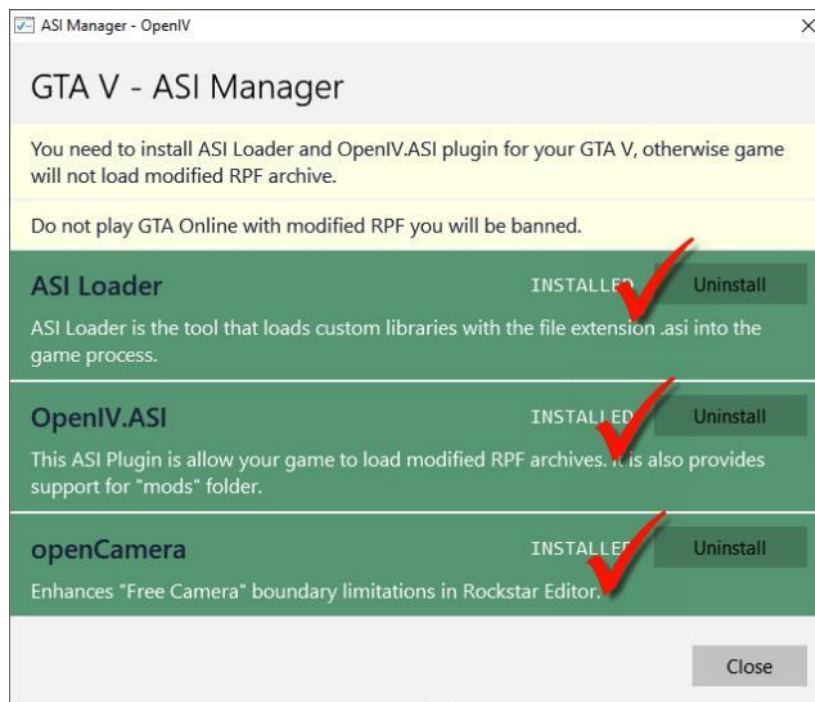 ASI Manager - OpenIV
GTA V - ASI Manager
You need to install ASI Loader and OpenIV.ASI plugin for your GTA V, otherwise game
will not load modified RPF archive.
Do not play GTA Online with modified RPF you will be banned.
ASI Loader
INSTALLED
Uninstall
ASI Loader is the tool that loads custom libraries with the file extension .asi into the
game process.
OpenIV.ASI
INSTALLED
Uninstall
This ASI Plugin is allow your game to load modified RPF archives. It is also provides
support for "mods" folder.
openCamera
INSTALLED
Uninstall
Enhances "Free Camera" boundary limitations in Rockstar Editor.
Close